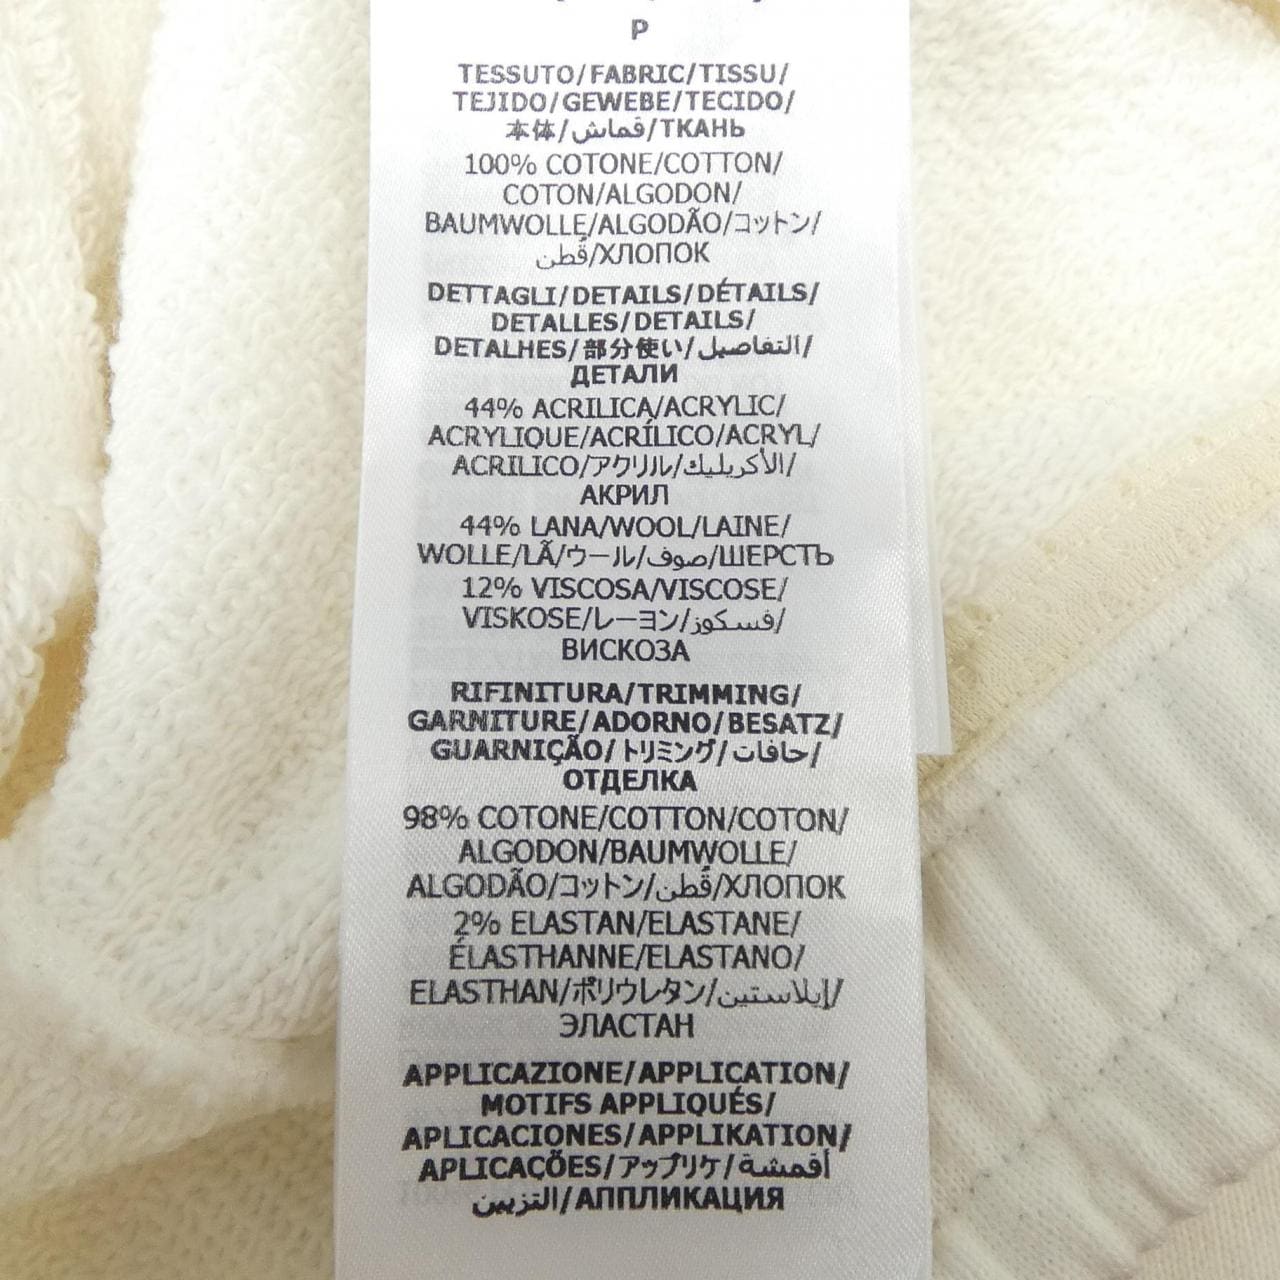 P
TESSUTO/FABRIC/TISSU/
TEJIDO/GEWEBE/TECIDO/
本体/قماش/ТКАНЬ
100% COTONE/COTTON/
COTON/ALGODON/
BAUMWOLLE/ALGODÃO/コットン/
قُطن/ХЛОПОК
DETTAGLI/DETAILS/DÉTAILS/
DETALLES/DETAILS/
DETALHES/部分使い/التفاصيل/
ДЕТАЛИ
44% ACRILICA/ACRYLIC/
ACRYLIQUE/ACRÍLICO/ACRYL/
ACRILICO/アクリル/الأكريليك/
АКРИЛ
44% LANA/WOOL/LAINE/
WOLLE/LÃ/ウール/صوف/ШЕРСТЬ
12% VISCOSA/VISCOSE/
VISKOSE/レーヨン/فسكوز/
ВИСКОЗА
RIFINITURA/TRIMMING/
GARNITURE/ADORNO/BESATZ/
GUARNIÇÃO/トリミング/حافات/
ОТДЕЛКА
98% COTONE/COTTON/COTON/
ALGODON/BAUMWOLLE/
ALGODÃO/コットン/قُطن/ХЛОПОК
2% ELASTAN/ELASTANE/
ÉLASTHANNE/ELASTANO/
ELASTHAN/ポリウレタン/إيلاستين/
ЭЛАСТАН
APPLICAZIONE/APPLICATION/
MOTIFS APPLIQUÉS/
APLICACIONES/APPLIKATION/
APLICAÇÕES/アップリケ/أقمشة
التزيين/АППЛИКАЦИЯ